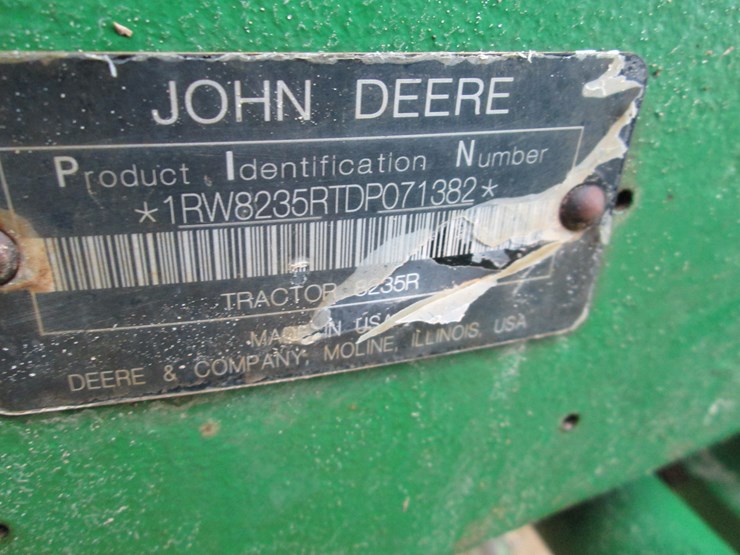 JOHN DEERE
Product Identification Number
*1RW8235RTDP071382*
TRACTOR 8235R
MADE IN USA
DEERE & COMPANY, MOLINE, ILLINOIS, USA